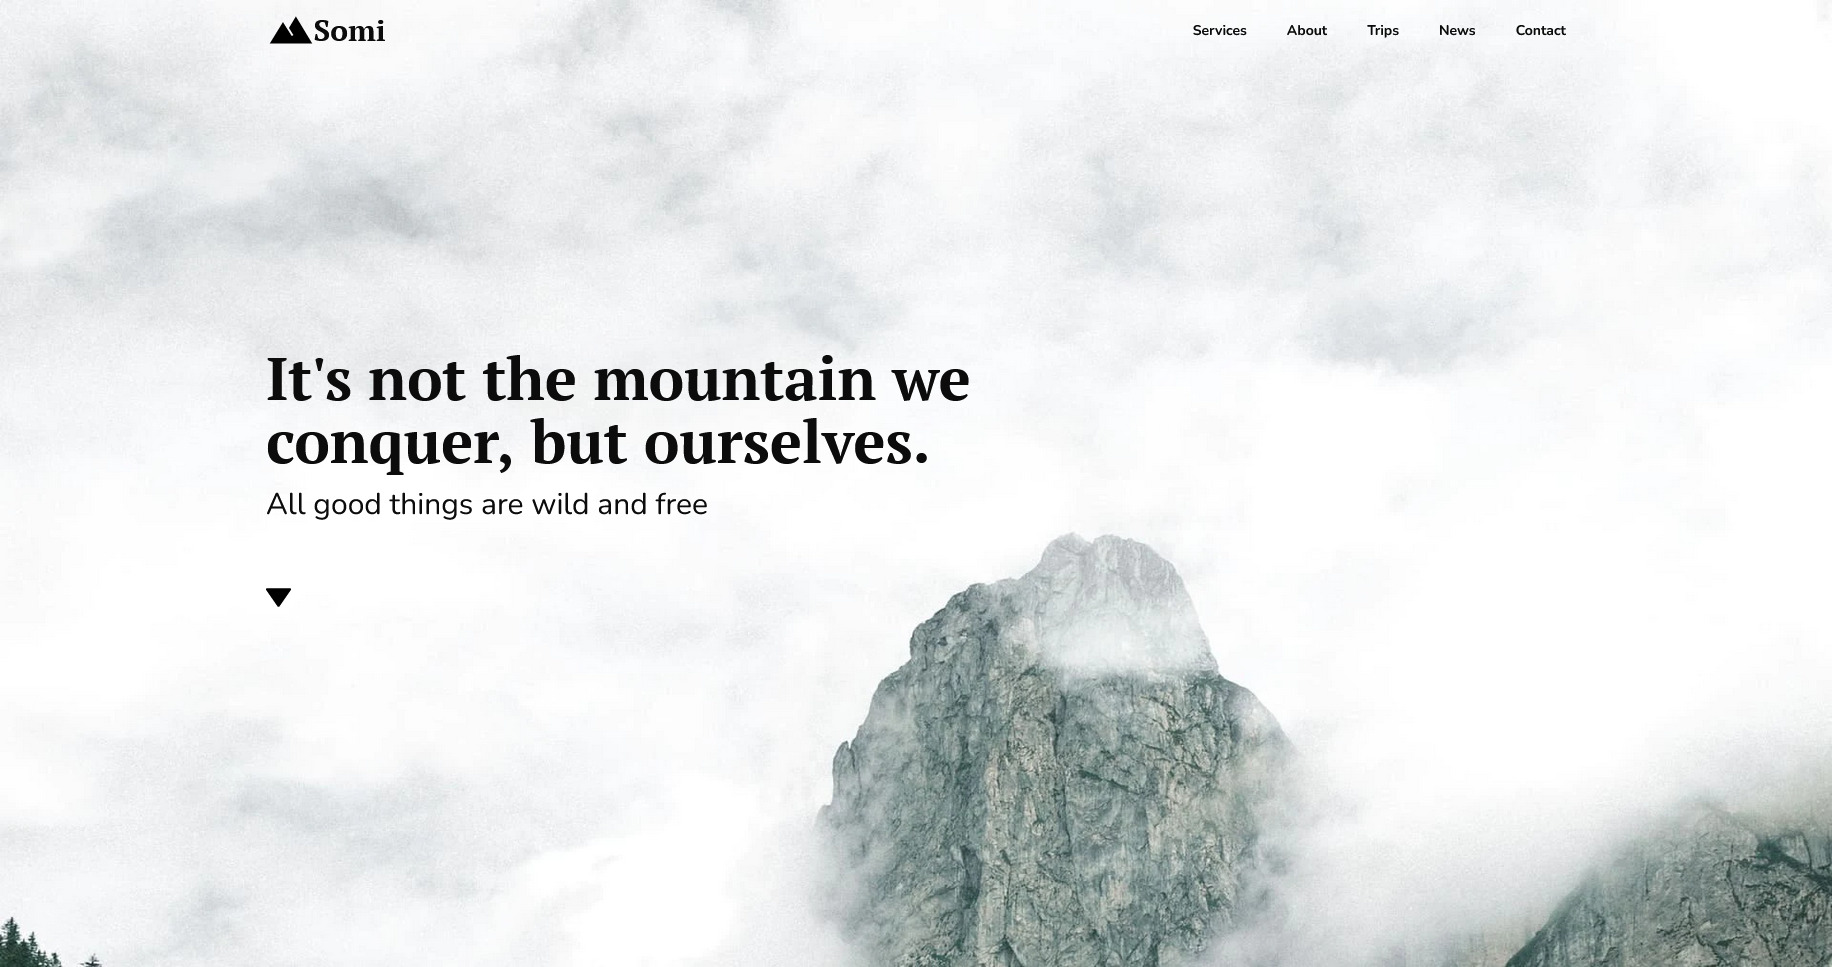 Somi
Services About Trips News Contact
It's not the mountain we
conquer, but ourselves.
All good things are wild and free